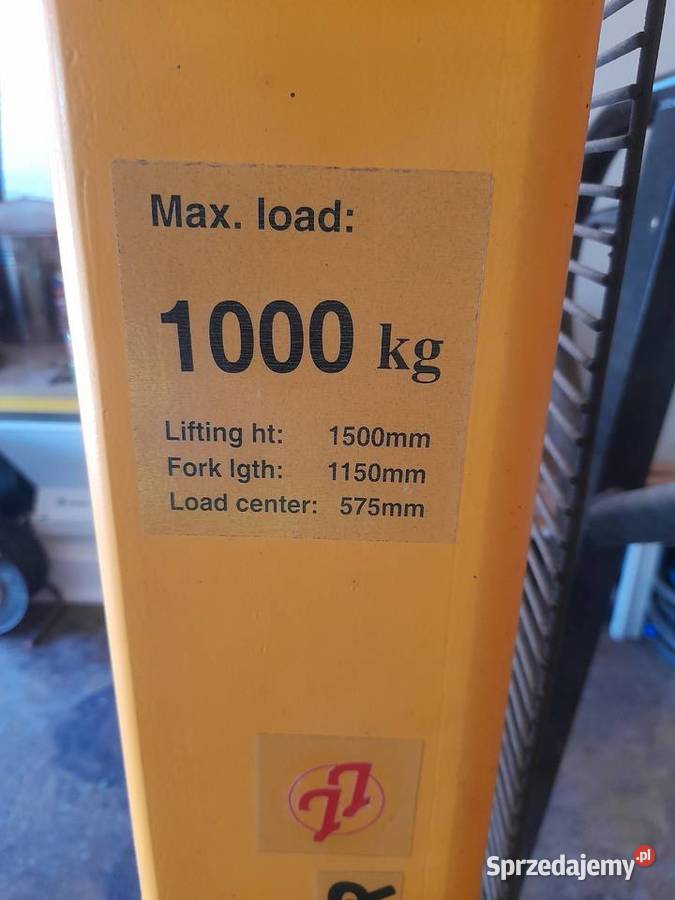 Max. load:
1000 kg
Lifting ht: 1500mm
Fork lgth: 1150mm
Load center: 575mm
R
Sprzedajemy.pl